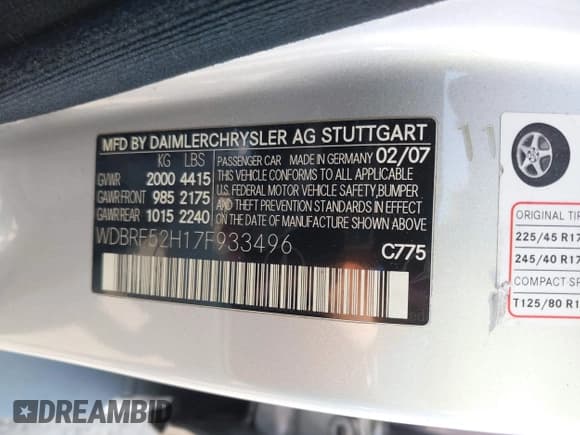 MFD BY DAIMLERCHRYSLER AG STUTTGART
KG LBS
GVWR 2000 4415
GAWR FRONT 985 2175
GAWR REAR 1015 2240
PASSENGER CAR MADE IN GERMANY 02/07
THIS VEHICLE CONFORMS TO ALL APPLICABLE
U.S. FEDERAL MOTOR VEHICLE SAFETY, BUMPER
AND THEFT PREVENTION STANDARDS IN EFFECT
ON DATE OF MANUFACTURE SHOWN ABOVE
WDBRF52H17F933496
C775
11
ORIGINAL TI
225/45 R17
245/40 R17
COMPACT SP
T125/80 R1
DREAMBID